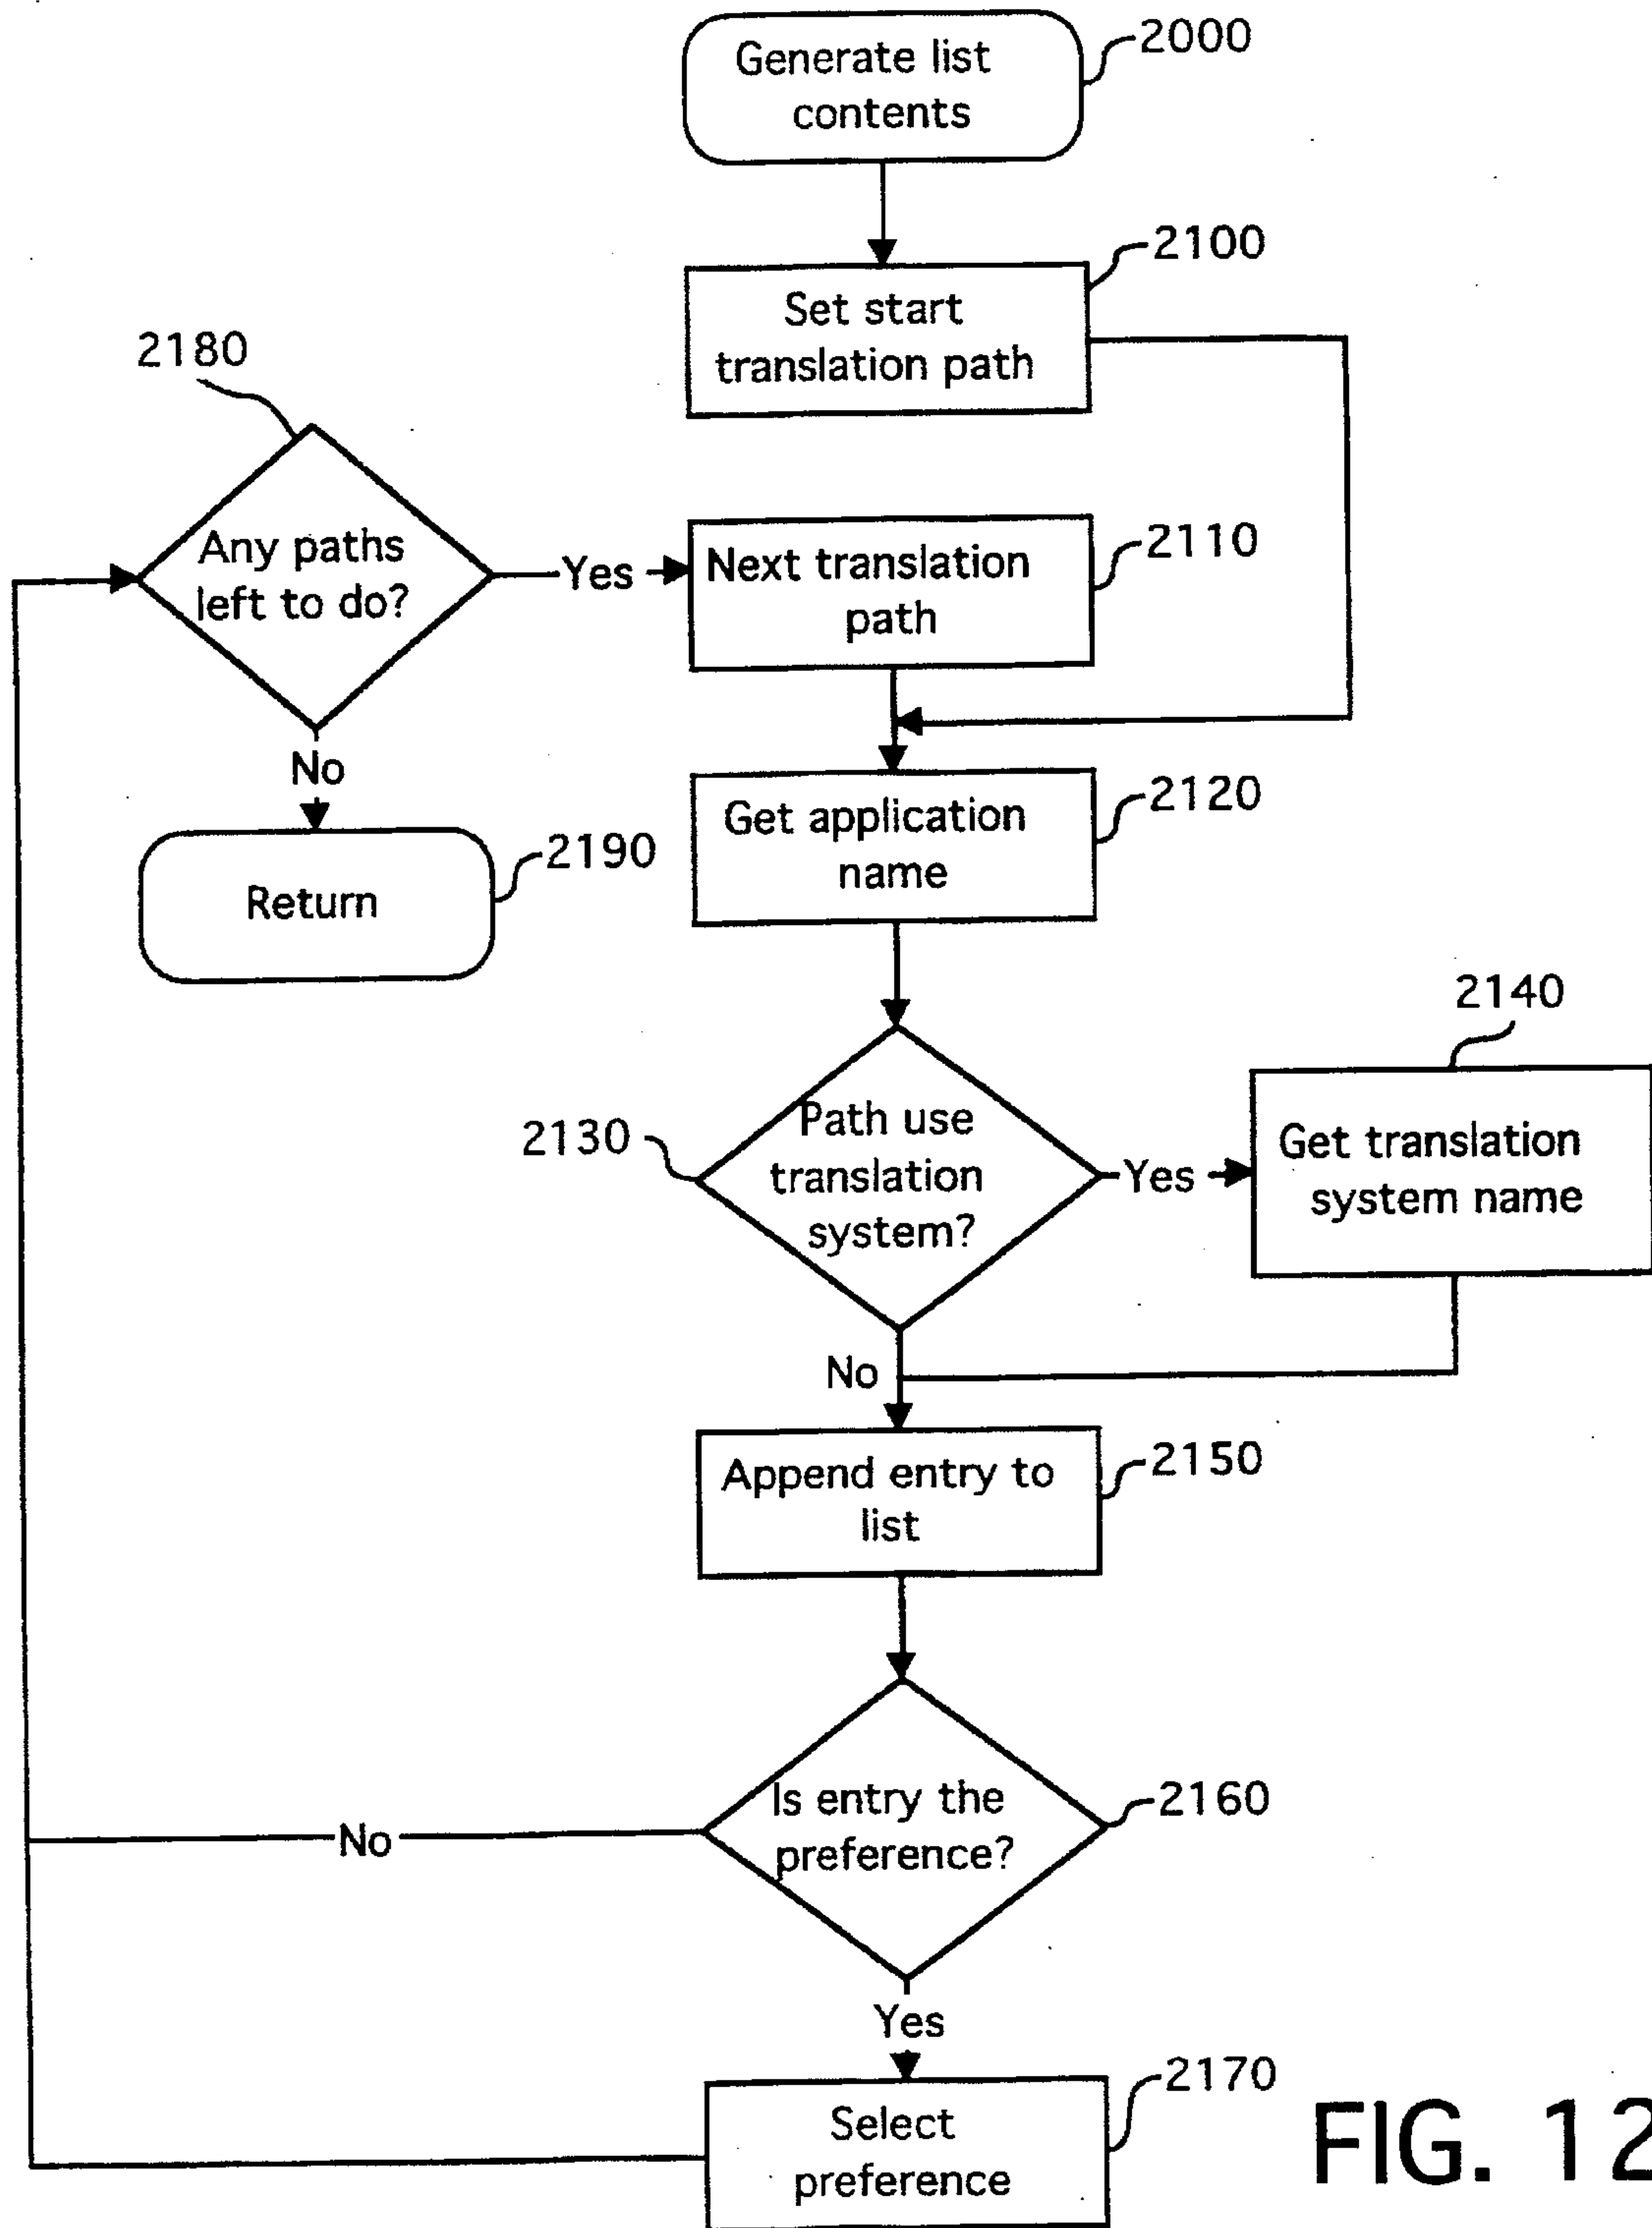 Generate list
contents
2000
Set start
translation path
2100
2180
Any paths
left to do?
Yes
Next translation
path
2110
No
Return
2190
Get application
name
2120
2130
Path use
translation
system?
Yes
2140
Get translation
system name
No
Append entry to
list
2150
Is entry the
preference?
2160
No
Yes
Select
preference
2170
FIG. 12